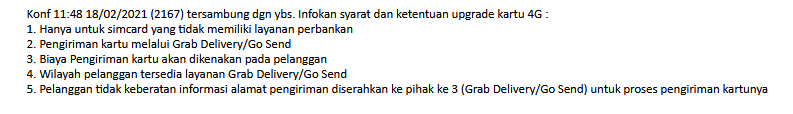 Konf 11:48 18/02/2021 (2167) tersambung dgn ybs. Infokan syarat dan ketentuan upgrade kartu 4G :
1. Hanya untuk simcard yang tidak memiliki layanan perbankan
2. Pengiriman kartu melalui Grab Delivery/Go Send
3. Biaya Pengiriman kartu akan dikenakan pada pelanggan
4. Wilayah pelanggan tersedia layanan Grab Delivery/Go Send
5. Pelanggan tidak keberatan informasi alamat pengiriman diserahkan ke pihak ke 3 (Grab Delivery/Go Send) untuk proses pengiriman kartunya